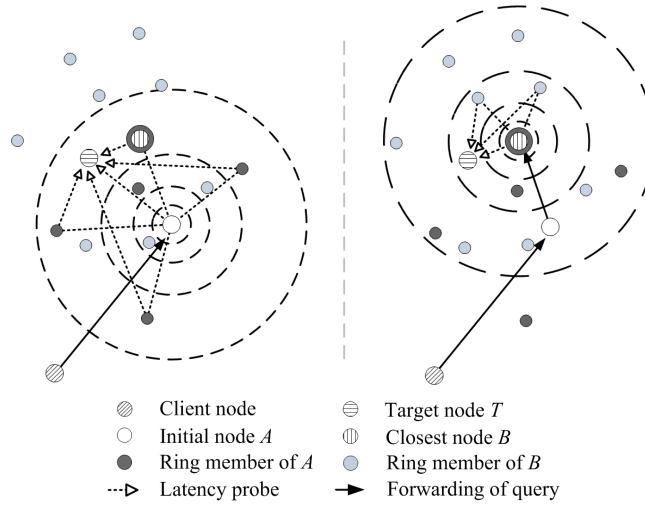 Client node
Target node T
Initial node A
Closest node B
Ring member of A
Ring member of B
Latency probe
Forwarding of query